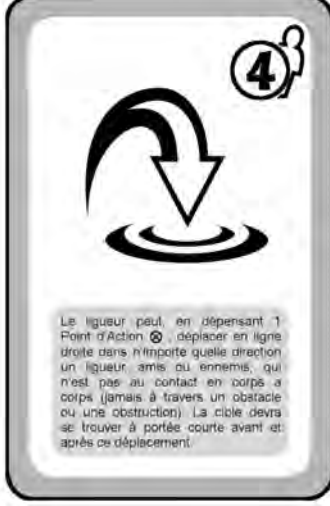 4
Le ligueur peut, en dépensant 1
Point d'Action ⊗ , déplacer en ligne
droite dans n'importe quelle direction
un ligueur, amis ou ennemis, qui
n'est pas au contact en corps a
corps (jamais à travers un obstacle
ou une obstruction). La cible devra
se trouver à portée courte avant et
après ce déplacement.